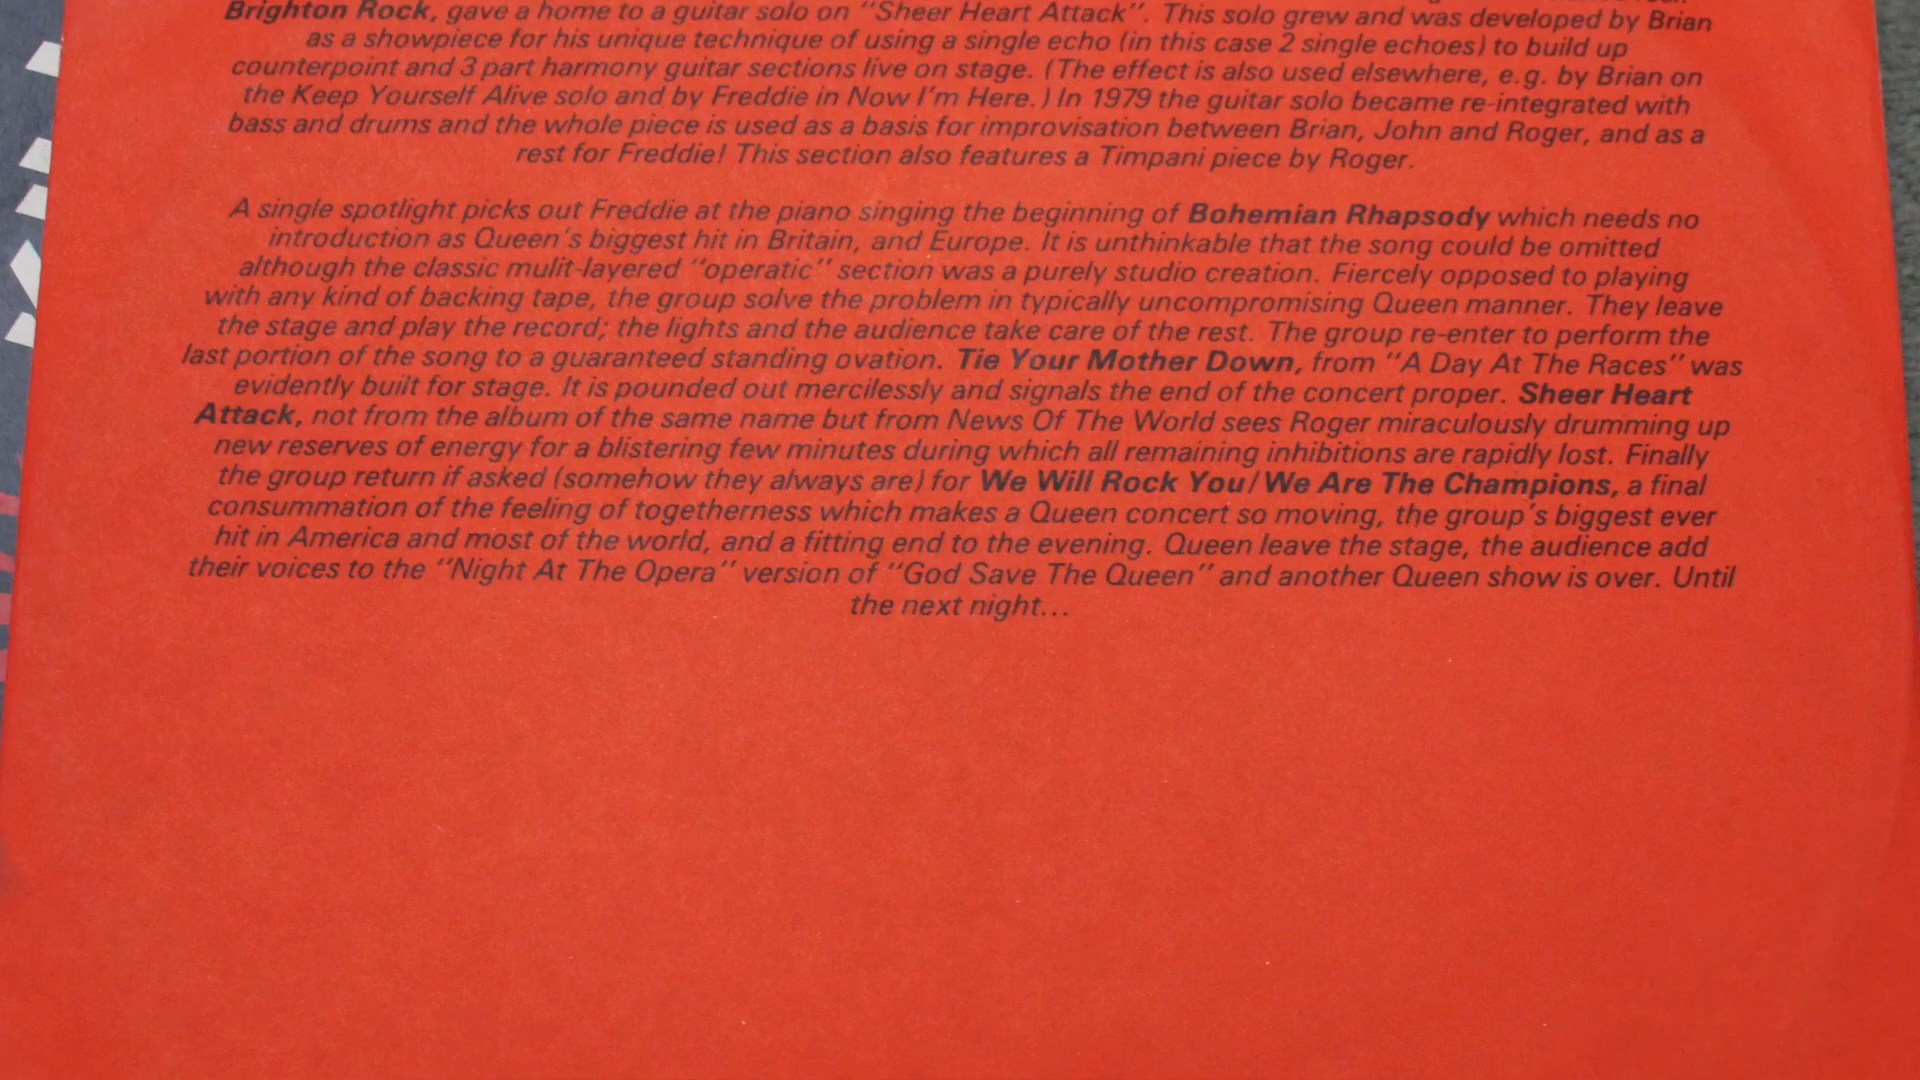 Brighton Rock, gave a home to a guitar solo on "Sheer Heart Attack". This solo grew and was developed by Brian
as a showpiece for his unique technique of using a single echo (in this case 2 single echoes) to build up
counterpoint and 3 part harmony guitar sections live on stage. (The effect is also used elsewhere, e.g. by Brian on
the Keep Yourself Alive solo and by Freddie in Now I'm Here.) In 1979 the guitar solo became re-integrated with
bass and drums and the whole piece is used as a basis for improvisation between Brian, John and Roger, and as a
rest for Freddie! This section also features a Timpani piece by Roger.
A single spotlight picks out Freddie at the piano singing the beginning of Bohemian Rhapsody which needs no
introduction as Queen's biggest hit in Britain, and Europe. It is unthinkable that the song could be omitted
although the classic mulit-layered "operatic" section was a purely studio creation. Fiercely opposed to playing
with any kind of backing tape, the group solve the problem in typically uncompromising Queen manner. They leave
the stage and play the record; the lights and the audience take care of the rest. The group re-enter to perform the
last portion of the song to a guaranteed standing ovation. Tie Your Mother Down, from "A Day At The Races" was
evidently built for stage. It is pounded out mercilessly and signals the end of the concert proper. Sheer Heart
Attack, not from the album of the same name but from News Of The World sees Roger miraculously drumming up
new reserves of energy for a blistering few minutes during which all remaining inhibitions are rapidly lost. Finally
the group return if asked (somehow they always are) for We Will Rock You/We Are The Champions, a final
consummation of the feeling of togetherness which makes a Queen concert so moving, the group's biggest ever
hit in America and most of the world, and a fitting end to the evening. Queen leave the stage, the audience add
their voices to the "Night At The Opera" version of "God Save The Queen" and another Queen show is over. Until
the next night...